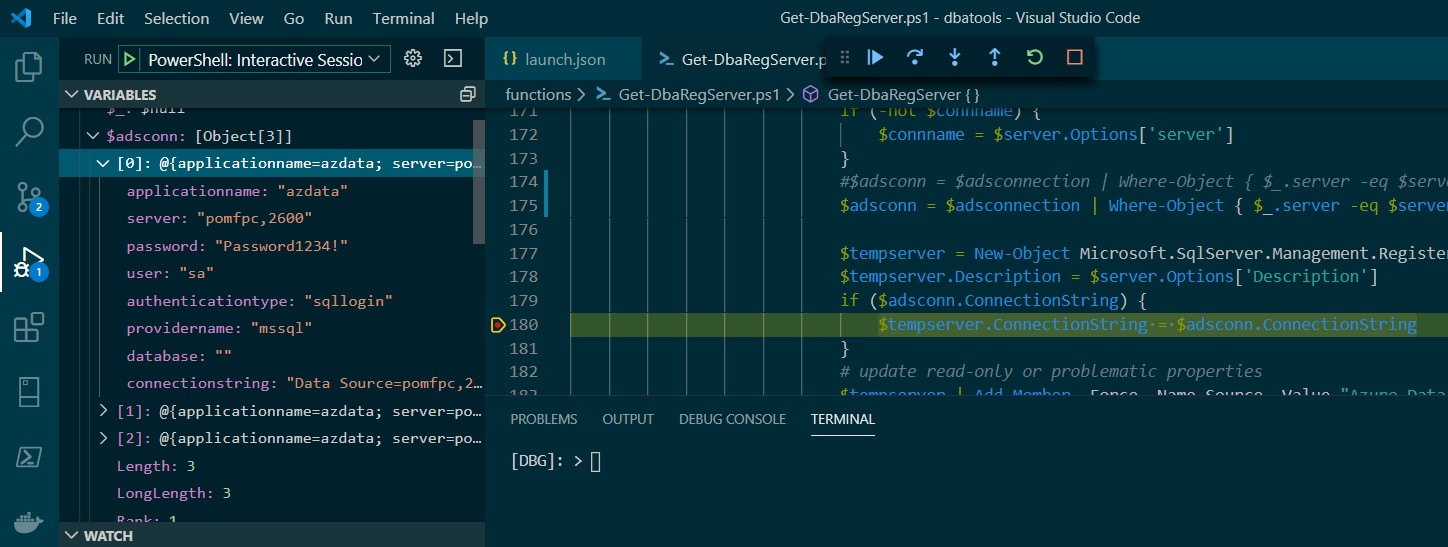 File Edit Selection View Go Run Terminal Help
Get-DbaRegServer.ps1 - dbatools - Visual Studio Code
RUN PowerShell: Interactive Sessio
VARIABLES
$_: $null
$adsconn: [Object[3]]
[0]: @{applicationname=azdata; server=po...
applicationname: "azdata"
server: "pomfpc,2600"
password: "Password1234!"
user: "sa"
authenticationtype: "sqllogin"
providername: "mssql"
database: ""
connectionstring: "Data Source=pomfpc,2...
[1]: @{applicationname=azdata; server=po...
[2]: @{applicationname=azdata; server=po...
Length: 3
LongLength: 3
Rank: 1
WATCH
2
1
{} launch.json
Get-DbaRegServer.p
functions > Get-DbaRegServer.ps1 > Get-DbaRegServer { }
171 if (-not $connname) {
172 $connname = $server.Options['server']
173 }
174 #$adsconn = $adsconnection | Where-Object { $_.server -eq $serve
175 $adsconn = $adsconnection | Where-Object { $_.server -eq $server
176
177 $tempserver = New-Object Microsoft.SqlServer.Management.Register
178 $tempserver.Description = $server.Options['Description']
179 if ($adsconn.ConnectionString) {
180 $tempserver.ConnectionString = $adsconn.ConnectionString
181 }
182 # update read-only or problematic properties
183 $tempserver | Add-Member -Force -Name Source -Value "Azure Data
PROBLEMS OUTPUT DEBUG CONSOLE TERMINAL
[DBG]: >